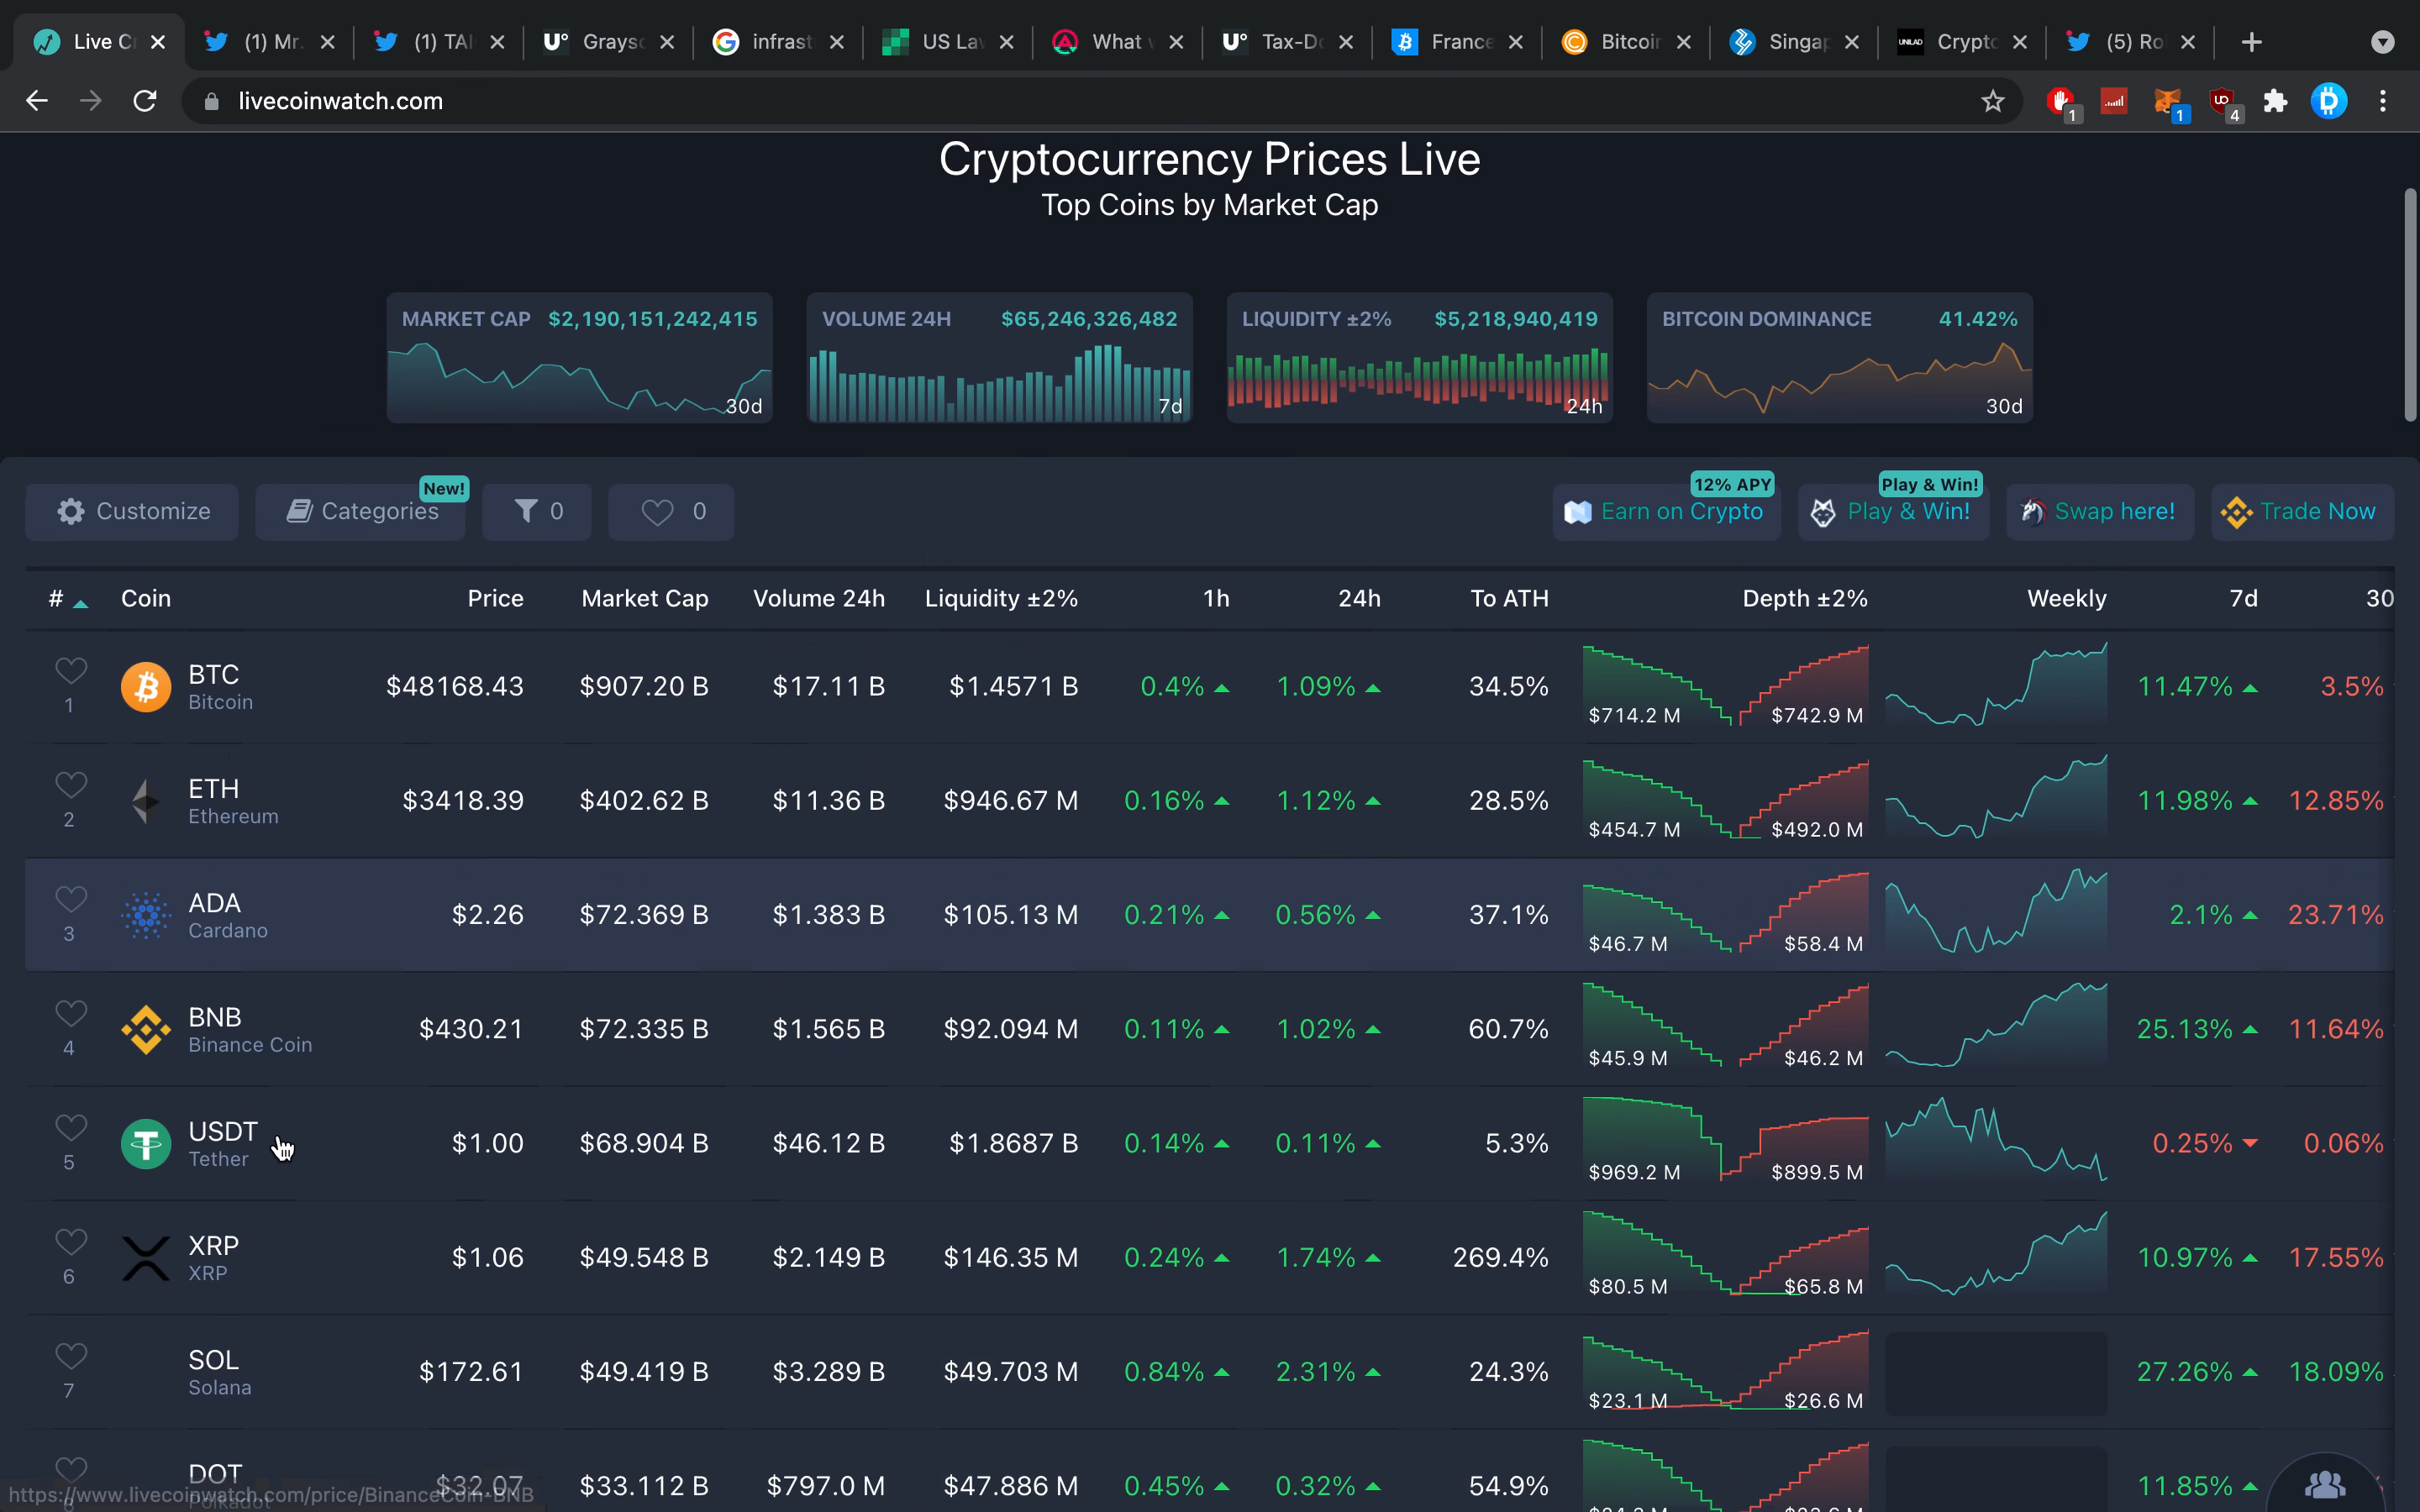 Live C
(1) Mr.
(1) TAI
U° Graysc
infrast
US La
What
U° Tax-D
France
Bitcoi
Singa
UNILAD Crypto
(5) Ro
livecoinwatch.com
1
1
UO
4
Cryptocurrency Prices Live
Top Coins by Market Cap
MARKET CAP $2,190,151,242,415
30d
VOLUME 24H $65,246,326,482
7d
LIQUIDITY ±2% $5,218,940,419
24h
BITCOIN DOMINANCE 41.42%
30d
Customize
Categories New!
0
0
12% APY
Earn on Crypto
Play & Win!
Play & Win!
Swap here!
Trade Now
# Coin Price Market Cap Volume 24h Liquidity ±2% 1h 24h To ATH Depth ±2% Weekly 7d 30
1 BTC Bitcoin $48168.43 $907.20 B $17.11 B $1.4571 B 0.4% 1.09% 34.5% $714.2 M $742.9 M 11.47% 3.5%
2 ETH Ethereum $3418.39 $402.62 B $11.36 B $946.67 M 0.16% 1.12% 28.5% $454.7 M $492.0 M 11.98% 12.85%
3 ADA Cardano $2.26 $72.369 B $1.383 B $105.13 M 0.21% 0.56% 37.1% $46.7 M $58.4 M 2.1% 23.71%
4 BNB Binance Coin $430.21 $72.335 B $1.565 B $92.094 M 0.11% 1.02% 60.7% $45.9 M $46.2 M 25.13% 11.64%
5 USDT Tether $1.00 $68.904 B $46.12 B $1.8687 B 0.14% 0.11% 5.3% $969.2 M $899.5 M 0.25% 0.06%
6 XRP XRP $1.06 $49.548 B $2.149 B $146.35 M 0.24% 1.74% 269.4% $80.5 M $65.8 M 10.97% 17.55%
7 SOL Solana $172.61 $49.419 B $3.289 B $49.703 M 0.84% 2.31% 24.3% $23.1 M $26.6 M 27.26% 18.09%
DOT Polkadot $32.07 $33.112 B $797.0 M $47.886 M 0.45% 0.32% 54.9% 11.85%
https://www.livecoinwatch.com/price/BinanceCoin-BNB